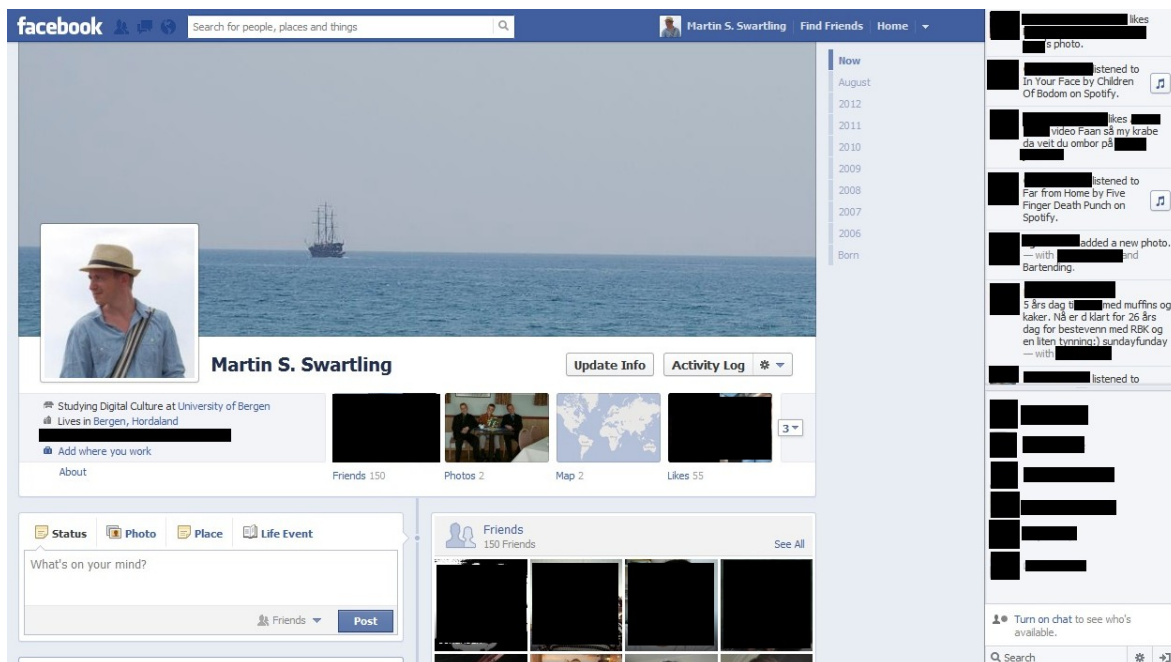 facebook
Search for people, places and things
Martin S. Swartling Find Friends Home
Now
August
2012
2011
2010
2009
2008
2007
2006
Born
Martin S. Swartling
Update Info
Activity Log
Studying Digital Culture at University of Bergen
Lives in Bergen, Hordaland
Add where you work
About
Friends 150
Photos 2
Map 2
Likes 55
3
Status Photo Place Life Event
What's on your mind?
Friends
Post
Friends
150 Friends
See All
likes
's photo.
listened to
In Your Face by Children
Of Bodom on Spotify.
likes
video Faan så my krabe
da veit du ombor på
listened to
Far from Home by Five
Finger Death Punch on
Spotify.
added a new photo.
— with and
Bartending.
5 års dag ti med muffins og
kaker. Nå er d klart for 26 års
dag for bestevenn med RBK og
en liten tynning:) sundayfunday
— with
listened to
Turn on chat to see who's
available.
Search